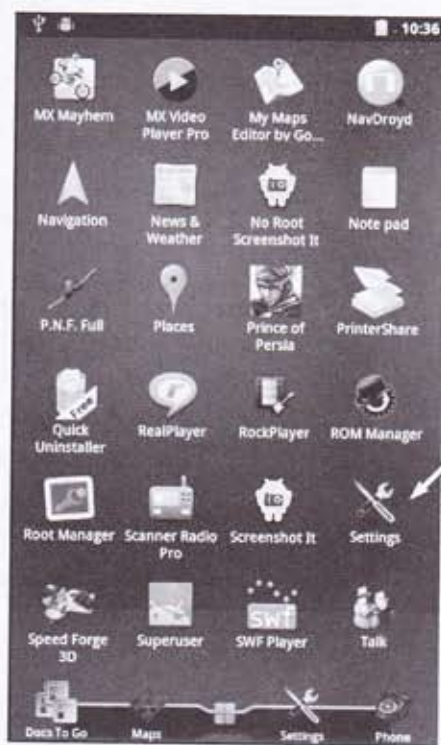 10:36
MX Mayhem
MX Video
Player Pro
My Maps
Editor by Go...
NavDroyd
Navigation
News &
Weather
No Root
Screenshot It
Note pad
P.N.F. Full
Places
Prince of
Persia
PrinterShare
Free
Quick
Uninstaller
RealPlayer
RockPlayer
ROM Manager
Root Manager
Scanner Radio
Pro
Screenshot It
Settings
Speed Forge
3D
Superuser
swf
SWF Player
Talk
Docs To Go
Maps
Settings
Phone